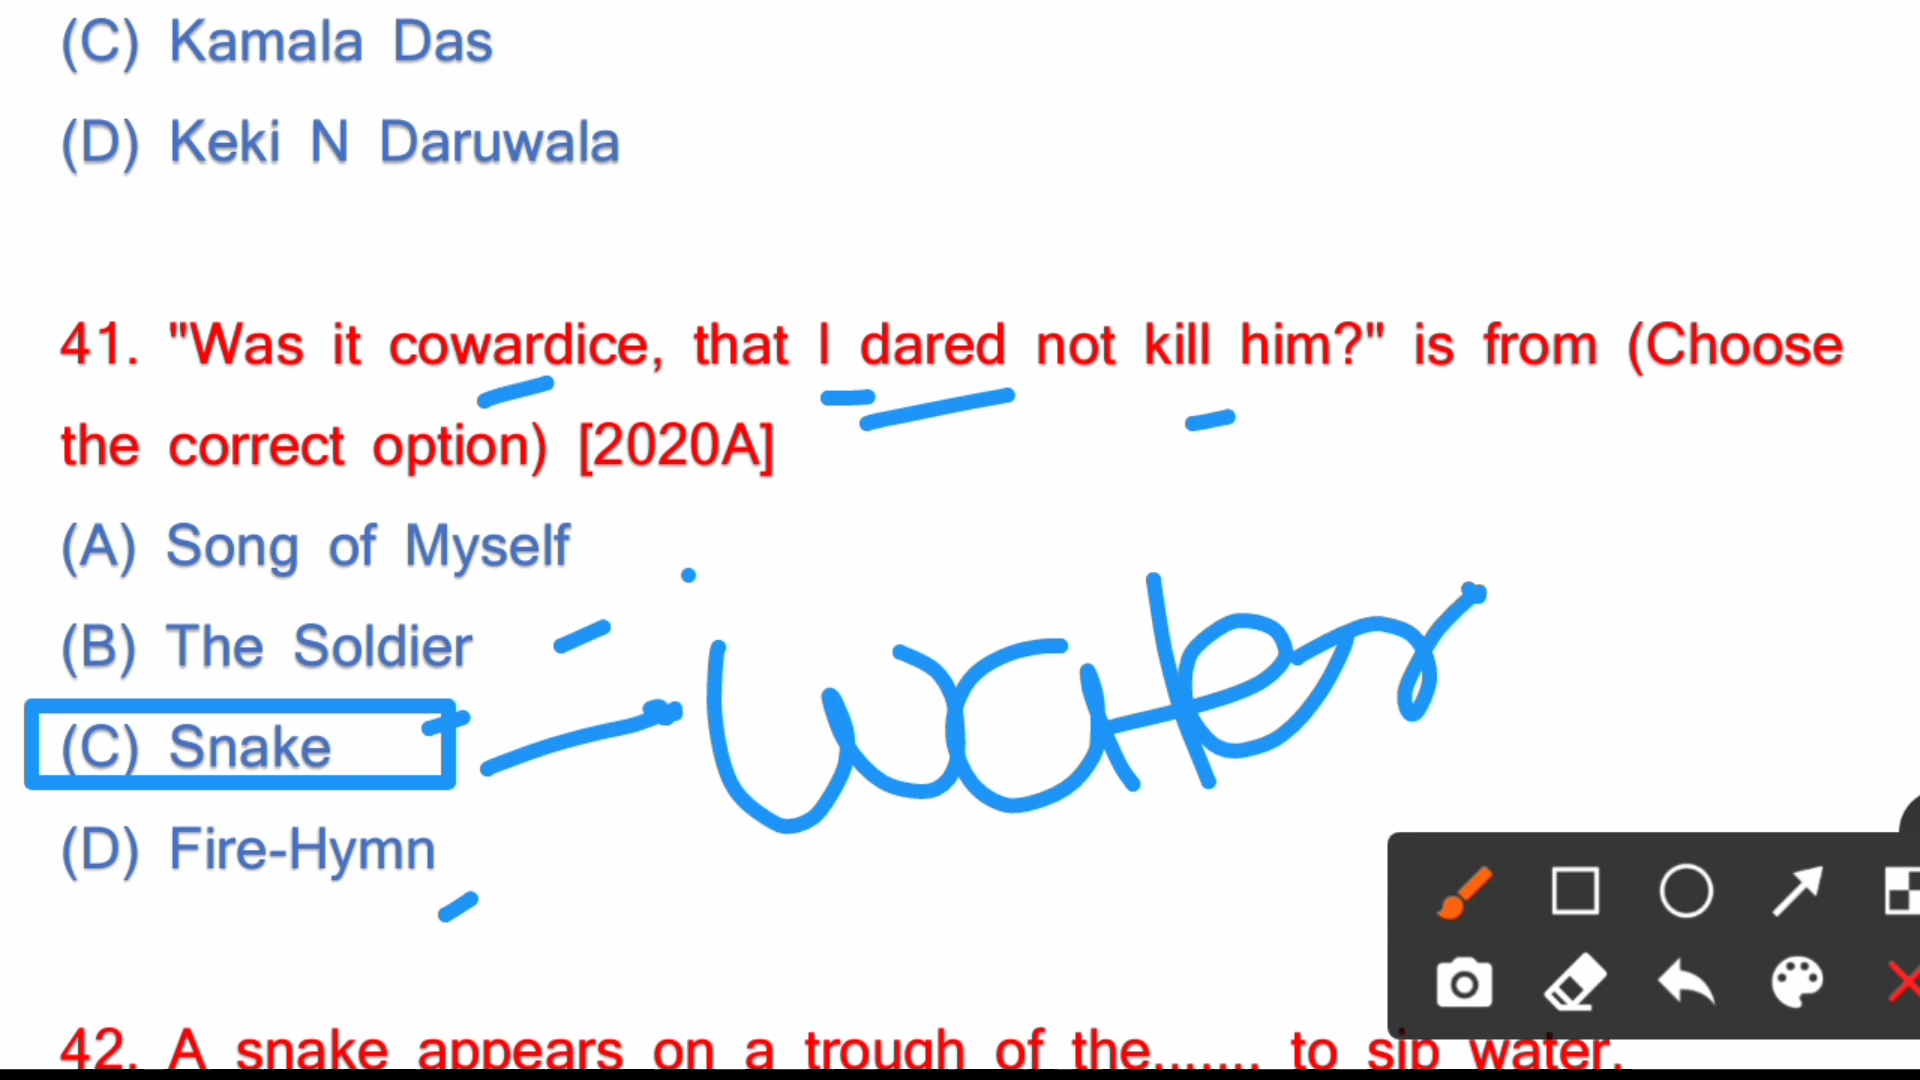 (C) Kamala Das
(D) Keki N Daruwala
41. "Was it cowardice, that I dared not kill him?" is from (Choose
the correct option) [2020A]
(A) Song of Myself
(B) The Soldier
(C) Snake
water
(D) Fire-Hymn
42. A snake appears on a trough of the....... to sip water.